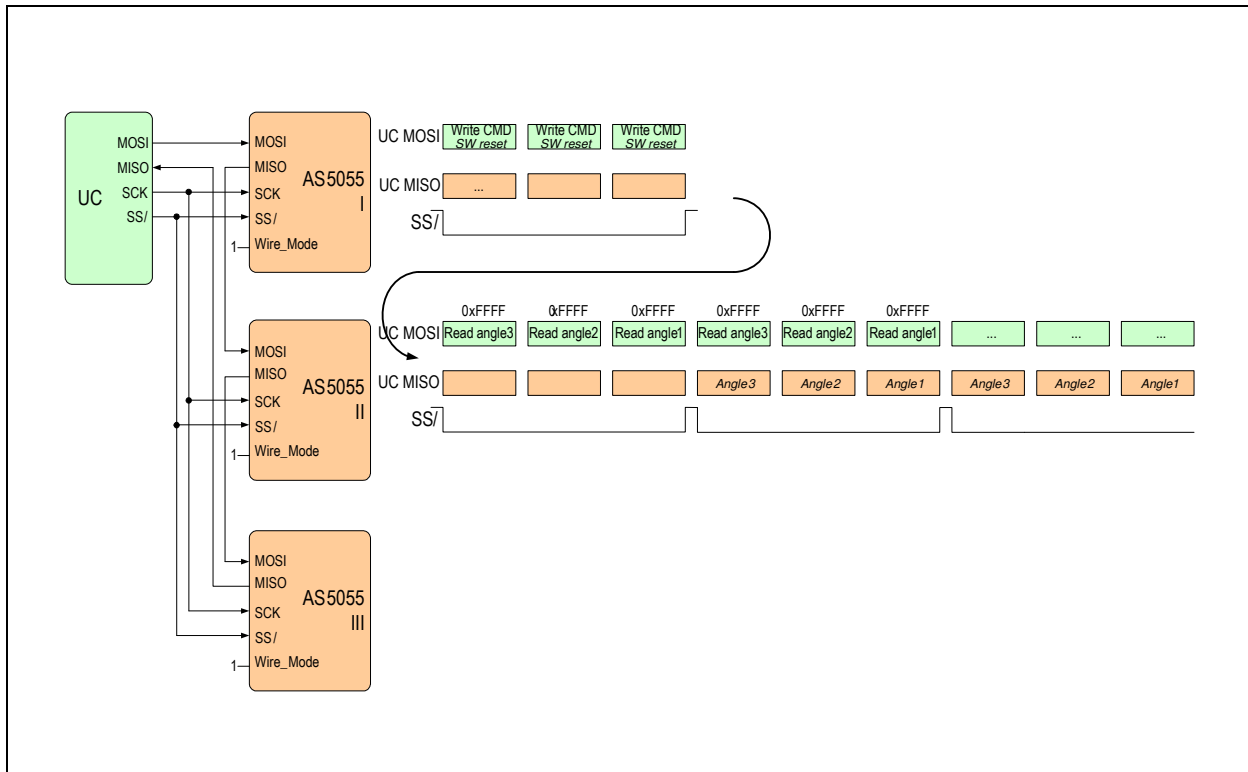 MOSI
MISO
SCK
SS/
UC
MOSI
MISO
SCK
SS/
1 Wire_Mode
AS5055
I
UC MOSI Write CMD Write CMD Write CMD
SW reset SW reset SW reset
UC MISO ...
SS/
MOSI
MISO
SCK
SS/
1 Wire_Mode
AS5055
II
0xFFFF 0xFFFF 0xFFFF 0xFFFF 0xFFFF 0xFFFF
UC MOSI Read angle3 Read angle2 Read angle1 Read angle3 Read angle2 Read angle1 ... ... ...
UC MISO Angle3 Angle2 Angle1 Angle3 Angle2 Angle1
SS/
MOSI
MISO
SCK
SS/
1 Wire_Mode
AS5055
III